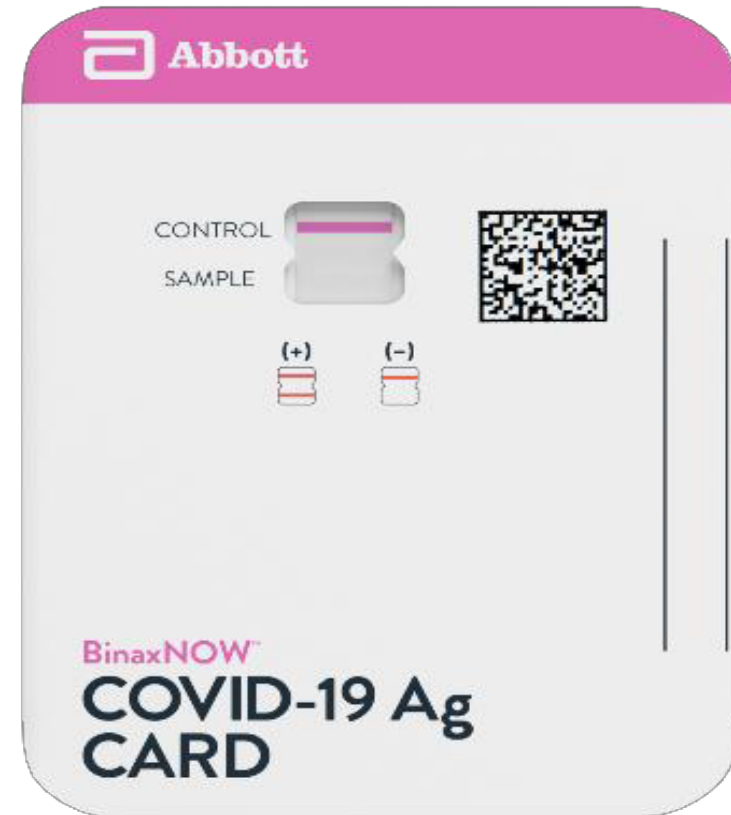 Abbott
CONTROL
SAMPLE
(+) (-)
BinaxNOW™
COVID-19 Ag
CARD